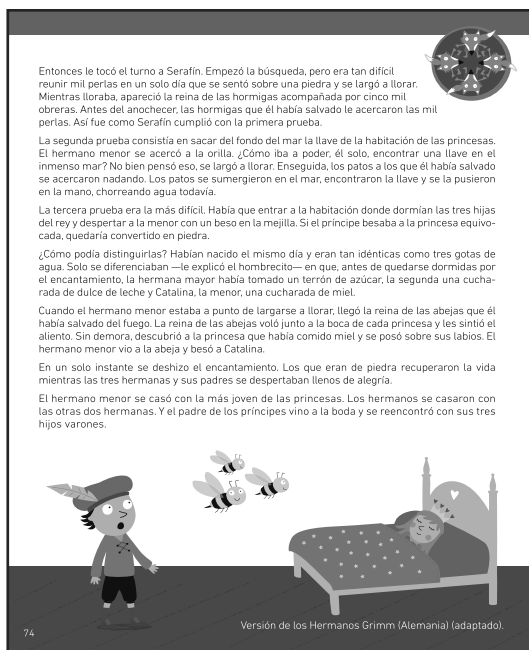 Entonces le tocó el turno a Serafín. Empezó la búsqueda, pero era tan difícil
reunir mil perlas en un solo día que se sentó sobre una piedra y se largó a llorar.
Mientras lloraba, apareció la reina de las hormigas acompañada por cinco mil
obreras. Antes del anochecer, las hormigas que él había salvado le acercaron las mil
perlas. Así fue como Serafín cumplió con la primera prueba.
La segunda prueba consistía en sacar del fondo del mar la llave de la habitación de las princesas.
El hermano menor se acercó a la orilla. ¿Cómo iba a poder, él solo, encontrar una llave en el
inmenso mar? No bien pensó eso, se largó a llorar. Enseguida, los patos a los que él había salvado
se acercaron nadando. Los patos se sumergieron en el mar, encontraron la llave y se la pusieron
en la mano, chorreando agua todavía.
La tercera prueba era la más difícil. Había que entrar a la habitación donde dormían las tres hijas
del rey y despertar a la menor con un beso en la mejilla. Si el príncipe besaba a la princesa equivo-
cada, quedaría convertido en piedra.
¿Cómo podía distinguirlas? Habían nacido el mismo día y eran tan idénticas como tres gotas de
agua. Solo se diferenciaban —le explicó el hombrecito— en que, antes de quedarse dormidas por
el encantamiento, la hermana mayor había tomado un terrón de azúcar, la segunda una cucha-
rada de dulce de leche y Catalina, la menor, una cucharada de miel.
Cuando el hermano menor estaba a punto de largarse a llorar, llegó la reina de las abejas que él
había salvado del fuego. La reina de las abejas voló junto a la boca de cada princesa y les sintió el
aliento. Sin demora, descubrió a la princesa que había comido miel y se posó sobre sus labios. El
hermano menor vio a la abeja y besó a Catalina.
En un solo instante se deshizo el encantamiento. Los que eran de piedra recuperaron la vida
mientras las tres hermanas y sus padres se despertaban llenos de alegría.
El hermano menor se casó con la más joven de las princesas. Los hermanos se casaron con
las otras dos hermanas. Y el padre de los príncipes vino a la boda y se reencontró con sus tres
hijos varones.
Versión de los Hermanos Grimm (Alemania) (adaptado).
74